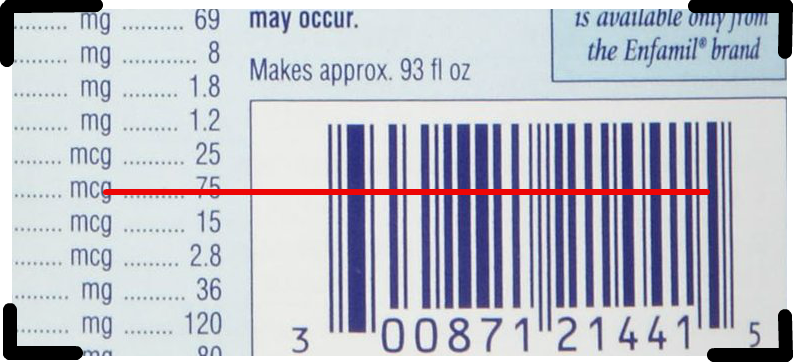 mg .......... 69
mg .......... 8
mg .......... 1.8
mg .......... 1.2
mcg .......... 25
mcg .......... 75
mcg .......... 15
mcg .......... 2.8
mg .......... 36
mg .......... 120
mg .......... 80
may occur.
Makes approx. 93 fl oz
is available only from
the Enfamil® brand
3 00871 21441 5